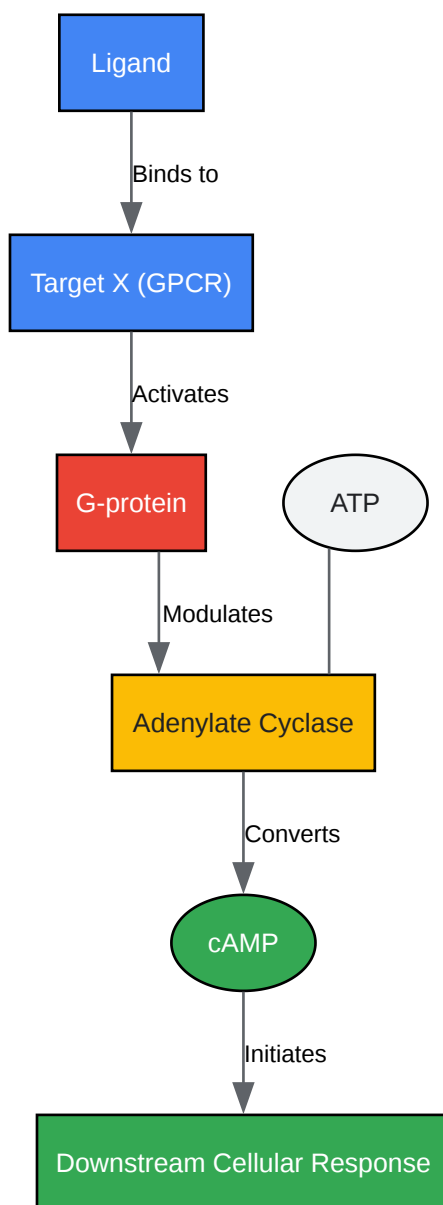 Ligand
Binds to
Target X (GPCR)
Activates
G-protein
ATP
Modulates
Adenylate Cyclase
Converts
cAMP
Initiates
Downstream Cellular Response